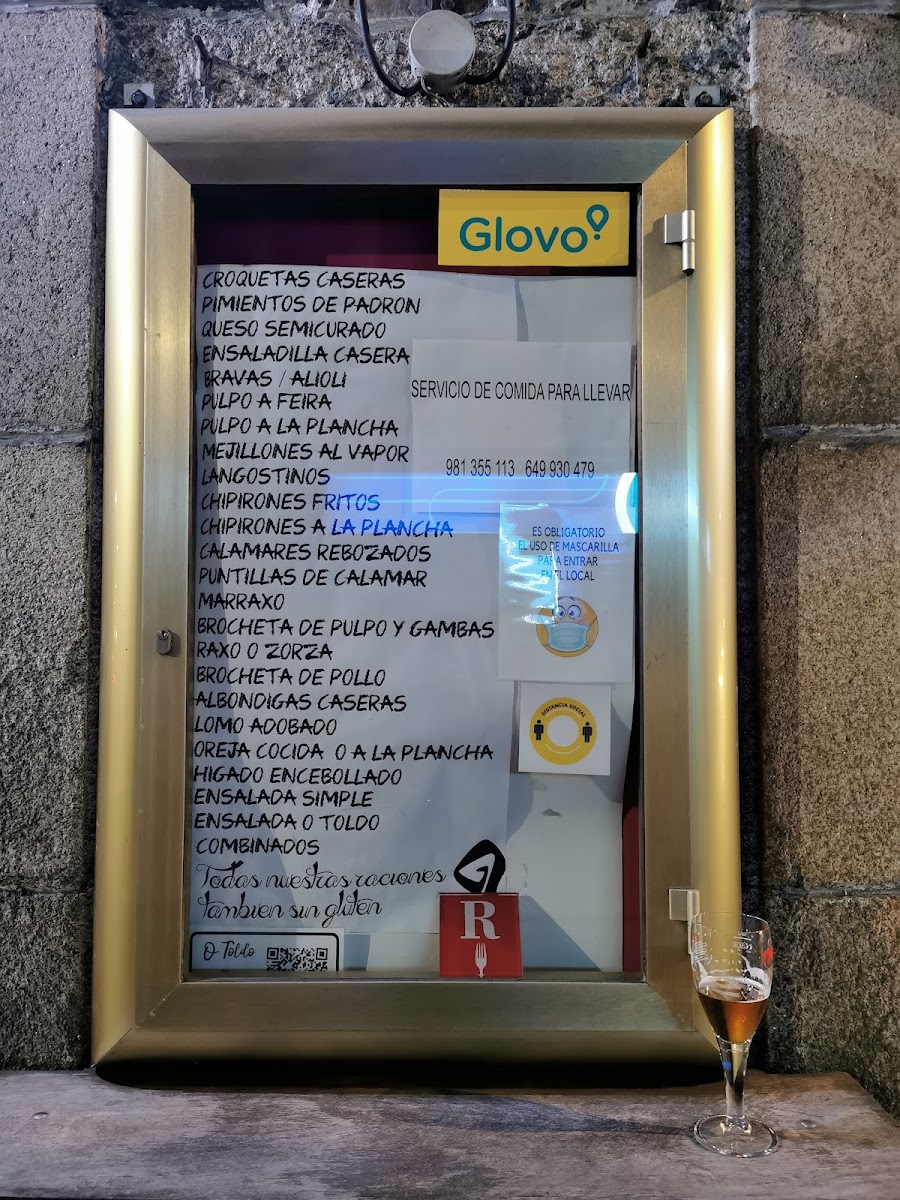 Glovo
CROQUETAS CASERAS
PIMIENTOS DE PADRON
QUESO SEMICURADO
ENSALADILLA CASERA
BRAVAS / ALIOLI
PULPO A FEIRA
PULPO A LA PLANCHA
MEJILLONES AL VAPOR
LANGOSTINOS
CHIPIRONES FRITOS
CHIPIRONES A LA PLANCHA
CALAMARES REBOZADOS
PUNTILLAS DE CALAMAR
MARRAXO
BROCHETA DE PULPO Y GAMBAS
RAXO O ZORZA
BROCHETA DE POLLO
ALBONDIGAS CASERAS
LOMO ADOBADO
OREJA COCIDA O A LA PLANCHA
HIGADO ENCEBOLLADO
ENSALADA SIMPLE
ENSALADA O TOLDO
COMBINADOS
Todas nuestras raciones
tambien sin gluten
SERVICIO DE COMIDA PARA LLEVAR
981 355 113 649 930 479
ES OBLIGATORIO
EL USO DE MASCARILLA
PARA ENTRAR
EN EL LOCAL
DISTANCIA SOCIAL
O Toldo
R